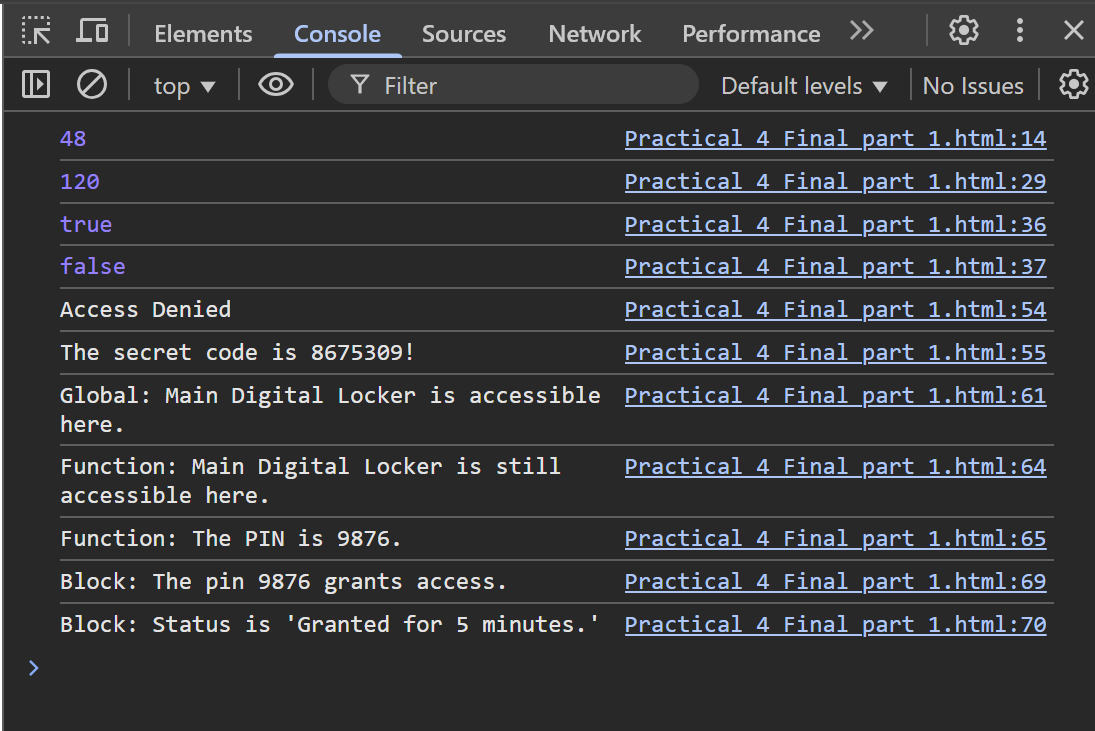 Elements Console Sources Network Performance
top Filter Default levels No Issues
48 Practical 4 Final part 1.html:14
120 Practical 4 Final part 1.html:29
true Practical 4 Final part 1.html:36
false Practical 4 Final part 1.html:37
Access Denied Practical 4 Final part 1.html:54
The secret code is 8675309! Practical 4 Final part 1.html:55
Global: Main Digital Locker is accessible Practical 4 Final part 1.html:61
here.
Function: Main Digital Locker is still Practical 4 Final part 1.html:64
accessible here.
Function: The PIN is 9876. Practical 4 Final part 1.html:65
Block: The pin 9876 grants access. Practical 4 Final part 1.html:69
Block: Status is 'Granted for 5 minutes.' Practical 4 Final part 1.html:70